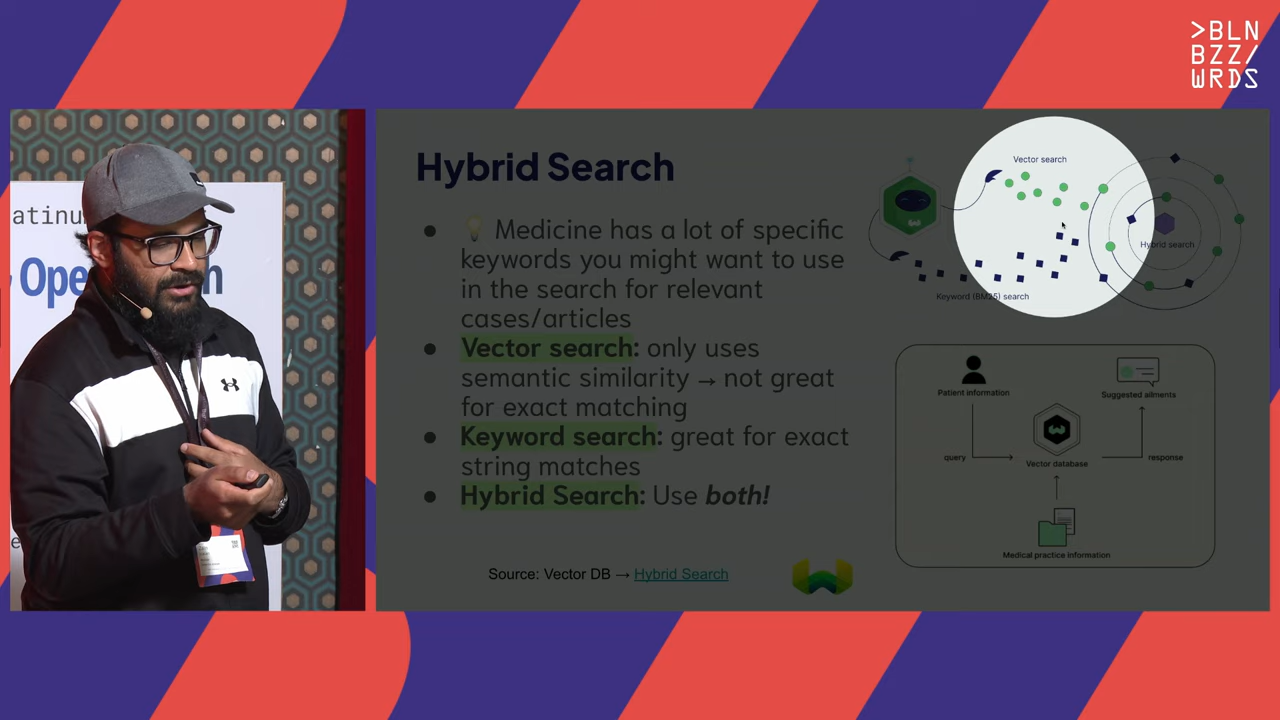 >BLN
BZZ/
WRDS
atinu
Ope
n
Hybrid Search
● 💡 Medicine has a lot of specific
keywords you might want to use
in the search for relevant
cases/articles
● Vector search: only uses
semantic similarity → not great
for exact matching
● Keyword search: great for exact
string matches
● Hybrid Search: Use both!
Source: Vector DB → Hybrid Search
Vector search
Hybrid search
Keyword (BM25) search
Patient information
Suggested ailments
query
Vector database
response
Medical practice information